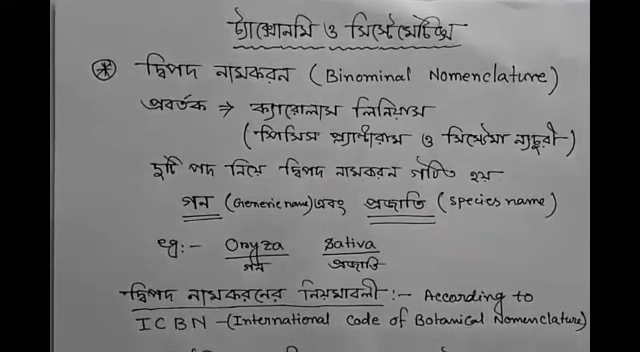 ট্যাক্সোনমি ও সিস্টেমেটিক্স
দ্বিপদ নামকরন (Binominal Nomenclature)
প্রবর্তক ⇒ ক্যারোলাস লিনিয়াস
(স্পিসিস প্ল্যান্টারাম ও সিস্টেমা ন্যাচুরী)
দুটি পদ নিয়ে দ্বিপদ নামকরন গঠিত হয়
গন (Generic name) এবং প্রজাতি (species name)
eg:- Oryza Sativa
গন প্রজাতি
দ্বিপদ নামকরনের নিয়মাবলী :- According to
ICBN -(International Code of Botanical Nomenclature)